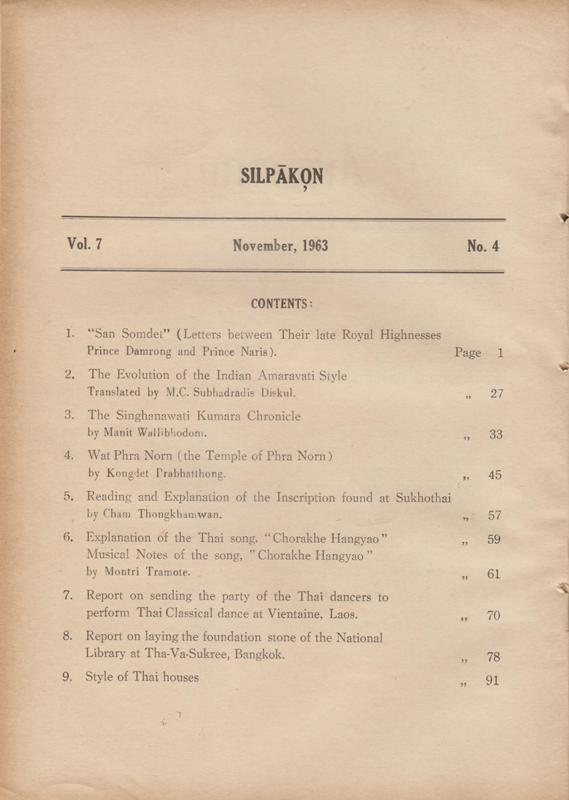 SILPĀKO̜N
Vol. 7 November, 1963 No. 4
CONTENTS:
1. "San Somdet" (Letters between Their late Royal Highnesses
Prince Damrong and Prince Naris). Page 1
2. The Evolution of the Indian Amaravati Style
Translated by M.C. Subhadradis Diskul. „ 27
3. The Singhanawati Kumara Chronicle
by Manit Wallibhodom. „ 33
4. Wat Phra Norn (the Temple of Phra Norn)
by Kongdet Prabhatthong. „ 45
5. Reading and Explanation of the Inscription found at Sukhothai
by Cham Thongkhamwan. „ 57
6. Explanation of the Thai song. "Chorakhe Hangyao" „ 59
Musical Notes of the song, "Chorakhe Hangyao"
by Montri Tramote. „ 61
7. Report on sending the party of the Thai dancers to
perform Thai Classical dance at Vientaine, Laos. „ 70
8. Report on laying the foundation stone of the National
Library at Tha-Va-Sukree, Bangkok. „ 78
9. Style of Thai houses „ 91